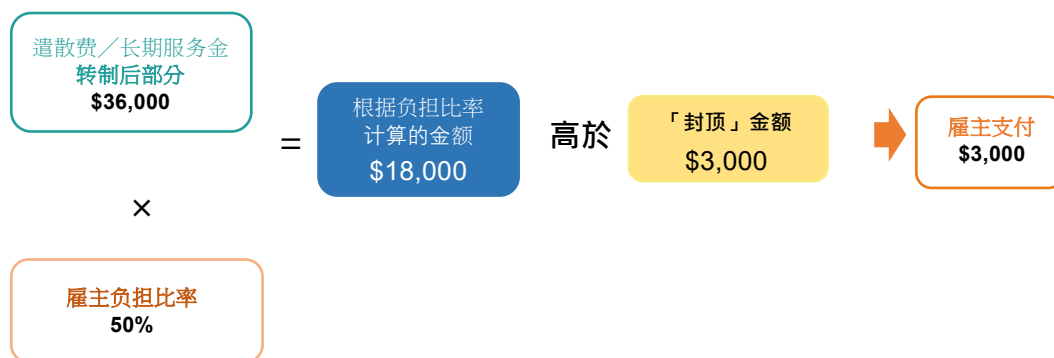 遣散费／长期服务金
转制后部分
$36,000
×
雇主负担比率
50%
=
根据负担比率
计算的金额
$18,000
高於
「封顶」金额
$3,000
雇主支付
$3,000